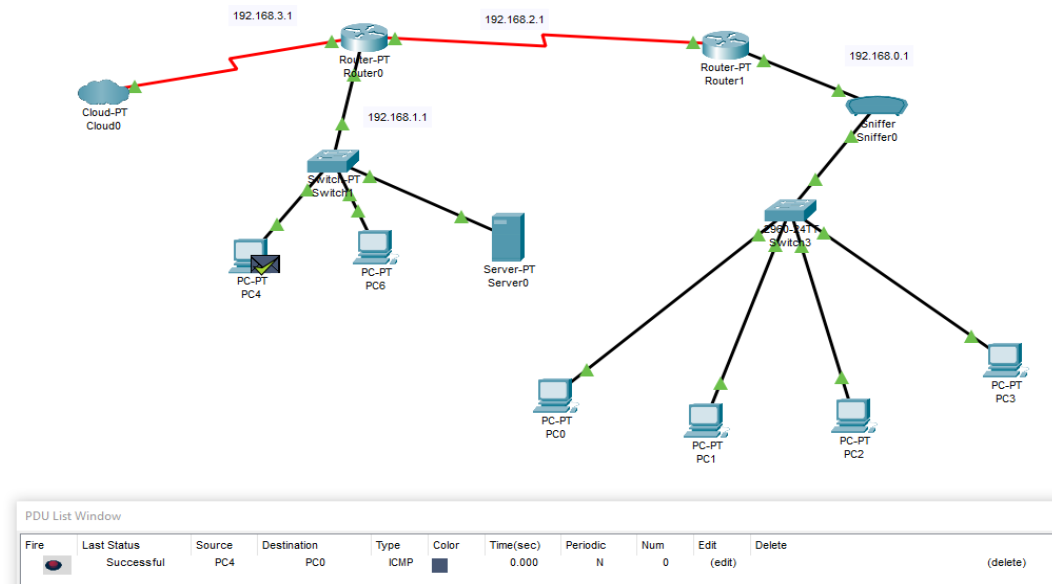 192.168.3.1
192.168.2.1
Router-PT
Router0
Router-PT
Router1
192.168.0.1
Cloud-PT
Cloud0
192.168.1.1
Sniffer
Sniffer0
Switch-PT
Switch1
2960-24TT
Switch3
PC-PT
PC4
PC-PT
PC6
Server-PT
Server0
PC-PT
PC3
PC-PT
PC0
PC-PT
PC1
PC-PT
PC2
PDU List Window
Fire Last Status Source Destination Type Color Time(sec) Periodic Num Edit Delete
Successful PC4 PC0 ICMP 0.000 N 0 (edit) (delete)